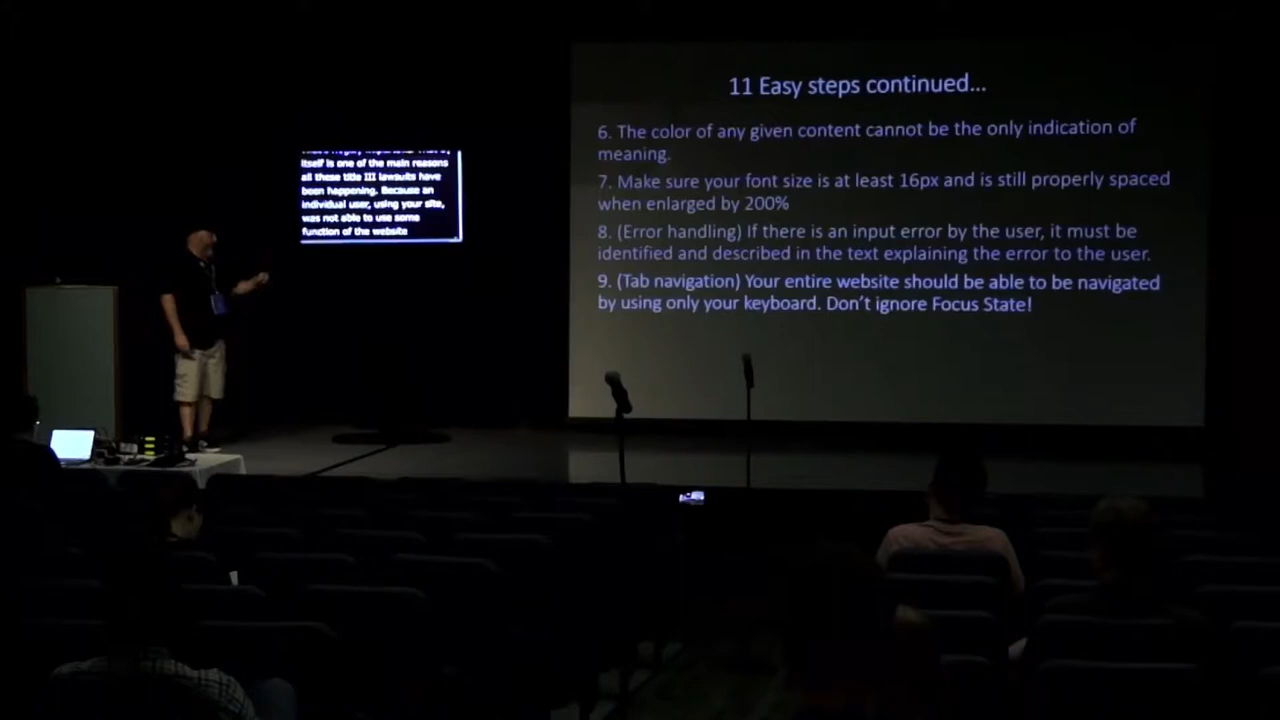 itself is one of the main reasons
all these title III lawsuits have
been happening. Because an
individual user, using your site,
was not able to use some
function of the website
11 Easy steps continued...
6. The color of any given content cannot be the only indication of
meaning.
7. Make sure your font size is at least 16px and is still properly spaced
when enlarged by 200%
8. (Error handling) If there is an input error by the user, it must be
identified and described in the text explaining the error to the user.
9. (Tab navigation) Your entire website should be able to be navigated
by using only your keyboard. Don't ignore Focus State!